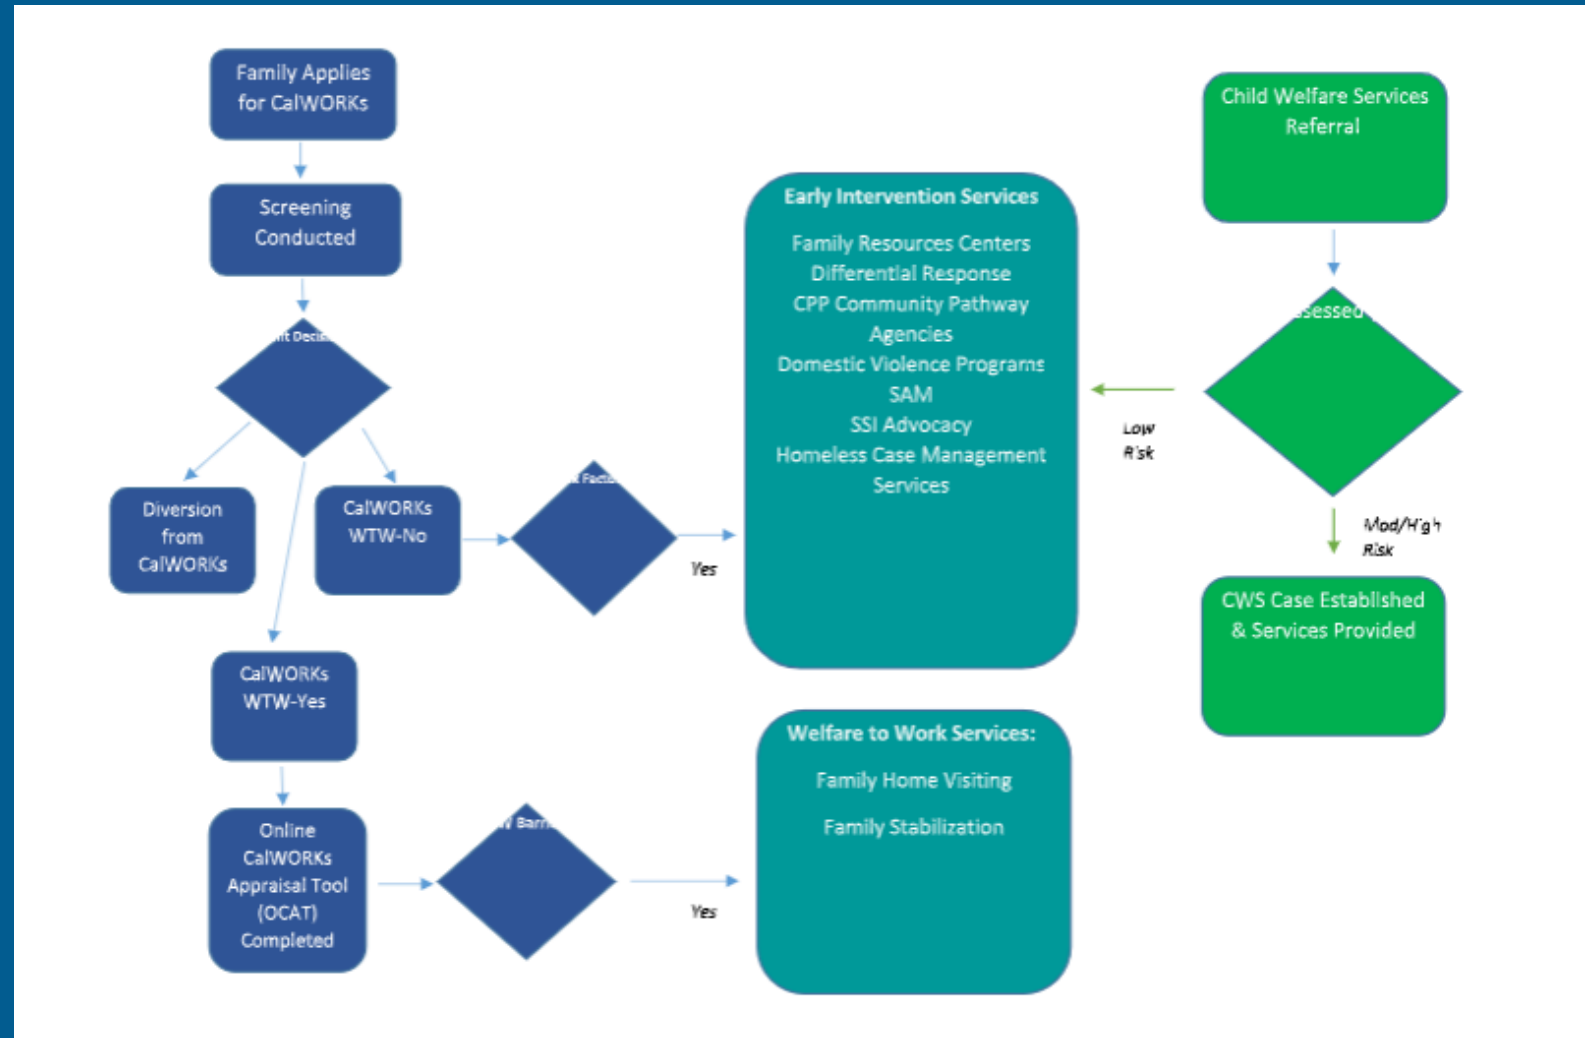 Family Applies
for CalWORKs
Screening
Conducted
Diversion
from
CalWORKs
CalWORKs
WTW-No
Yes
CalWORKs
WTW-Yes
Online
CalWORKs
Appraisal Tool
(OCAT)
Completed
Yes
Early Intervention Services
Family Resources Centers
Differential Response
CPP Community Pathway
Agencies
Domestic Violence Programs
SAM
SSI Advocacy
Homeless Case Management
Services
Welfare to Work Services:
Family Home Visiting
Family Stabilization
Child Welfare Services
Referral
Low
Risk
Mod/High
Risk
CWS Case Established
& Services Provided